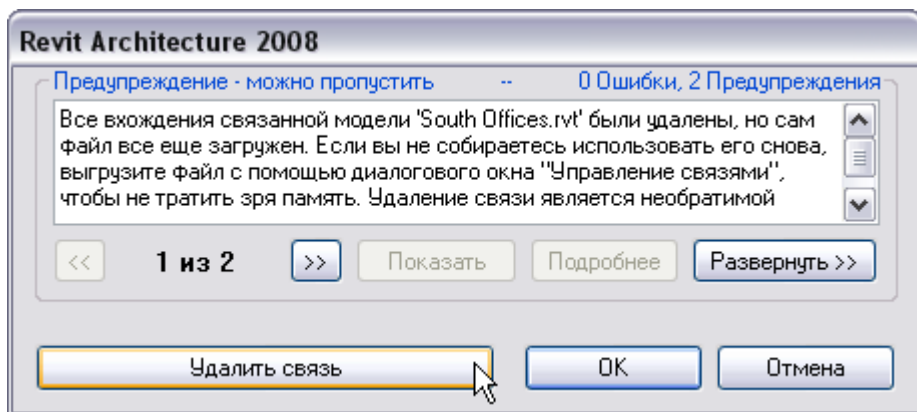 Revit Architecture 2008
Предупреждение - можно пропустить -- 0 Ошибки, 2 Предупреждения
Все вхождения связанной модели 'South Offices.rvt' были удалены, но сам
файл все еще загружен. Если вы не собираетесь использовать его снова,
выгрузите файл с помощью диалогового окна "Управление связями",
чтобы не тратить зря память. Удаление связи является необратимой
<< 1 из 2 >> Показать Подробнее Развернуть >>
Удалить связь OK Отмена